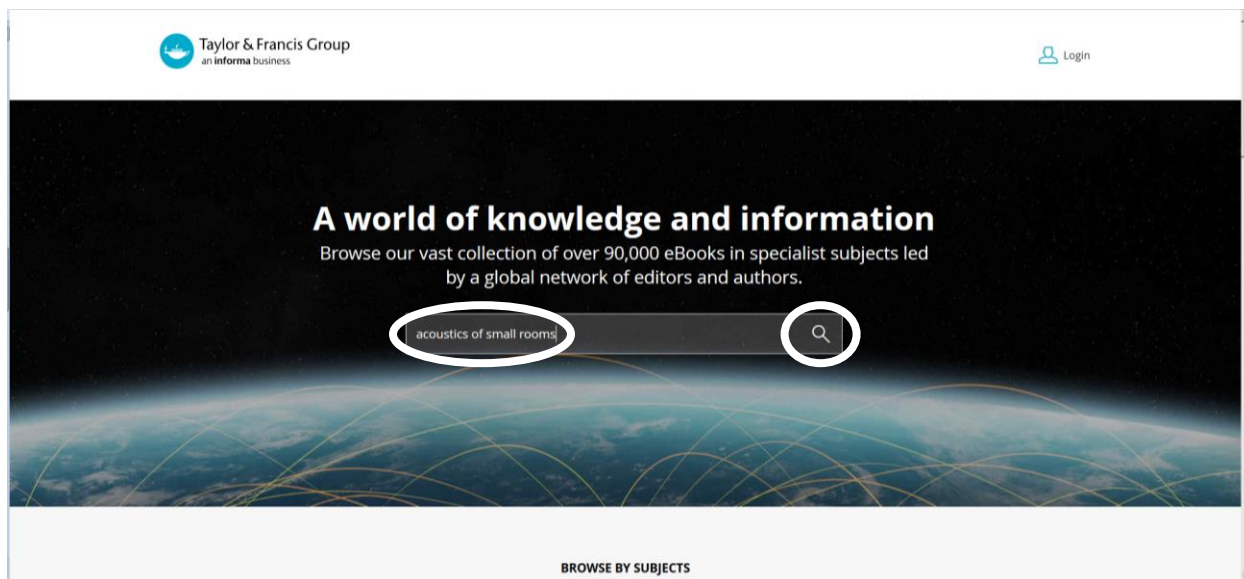 Taylor & Francis Group
an informa business
Login
A world of knowledge and information
Browse our vast collection of over 90,000 eBooks in specialist subjects led
by a global network of editors and authors.
acoustics of small rooms
BROWSE BY SUBJECTS